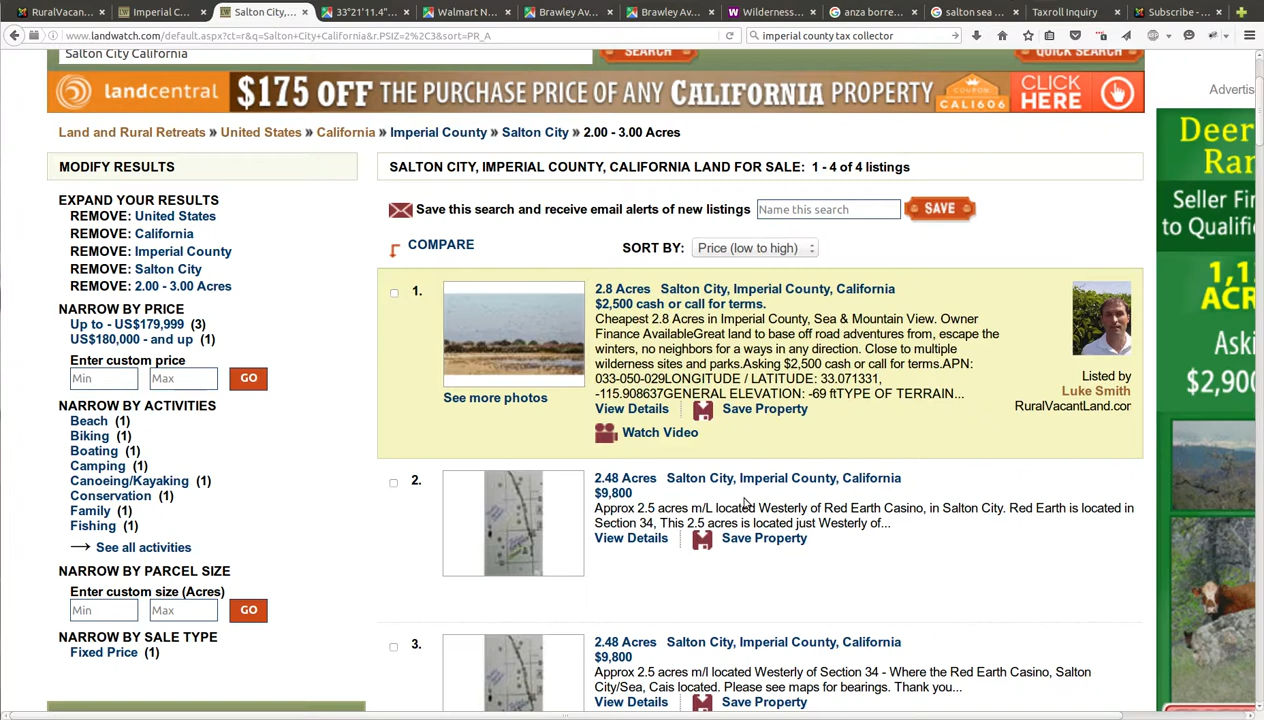 RuralVacan...
Imperial C...
Salton City,...
33°21'11.4"...
Walmart N...
Brawley Av...
Brawley Av...
Wilderness...
anza borre...
salton sea ...
Taxroll Inquiry
Subscribe - ...
www.landwatch.com/default.aspx?ct=r&q=Salton+City+California&r.PSIZ=2%2C3&sort=PR_A
imperial county tax collector
Salton City California
SEARCH
QUICK SEARCH
landcentral $175 OFF THE PURCHASE PRICE OF ANY CALIFORNIA PROPERTY COUPON CALI606 CLICK HERE
Advertis
Land and Rural Retreats » United States » California » Imperial County » Salton City » 2.00 - 3.00 Acres
MODIFY RESULTS
EXPAND YOUR RESULTS
REMOVE: United States
REMOVE: California
REMOVE: Imperial County
REMOVE: Salton City
REMOVE: 2.00 - 3.00 Acres
NARROW BY PRICE
Up to - US$179,999 (3)
US$180,000 - and up (1)
Enter custom price
Min Max GO
NARROW BY ACTIVITIES
Beach (1)
Biking (1)
Boating (1)
Camping (1)
Canoeing/Kayaking (1)
Conservation (1)
Family (1)
Fishing (1)
See all activities
NARROW BY PARCEL SIZE
Enter custom size (Acres)
Min Max GO
NARROW BY SALE TYPE
Fixed Price (1)
SALTON CITY, IMPERIAL COUNTY, CALIFORNIA LAND FOR SALE: 1 - 4 of 4 listings
Save this search and receive email alerts of new listings Name this search SAVE
COMPARE
SORT BY: Price (low to high)
1.
2.8 Acres Salton City, Imperial County, California
$2,500 cash or call for terms.
Cheapest 2.8 Acres in Imperial County, Sea & Mountain View. Owner
Finance AvailableGreat land to base off road adventures from, escape the
winters, no neighbors for a ways in any direction. Close to multiple
wilderness sites and parks.Asking $2,500 cash or call for terms.APN:
033-050-029LONGITUDE / LATITUDE: 33.071331,
-115.908637GENERAL ELEVATION: -69 ftTYPE OF TERRAIN...
See more photos
View Details Save Property
Watch Video
Listed by
Luke Smith
RuralVacantLand.cor
2.
2.48 Acres Salton City, Imperial County, California
$9,800
Approx 2.5 acres m/L located Westerly of Red Earth Casino, in Salton City. Red Earth is located in
Section 34, This 2.5 acres is located just Westerly of...
View Details Save Property
3.
2.48 Acres Salton City, Imperial County, California
$9,800
Approx 2.5 acres m/l located Westerly of Section 34 - Where the Red Earth Casino, Salton
City/Sea, Cais located. Please see maps for bearings. Thank you...
View Details Save Property
Deer
Ra
Seller Fi
to Qualifi
1,1
ACR
Aski
$2,900